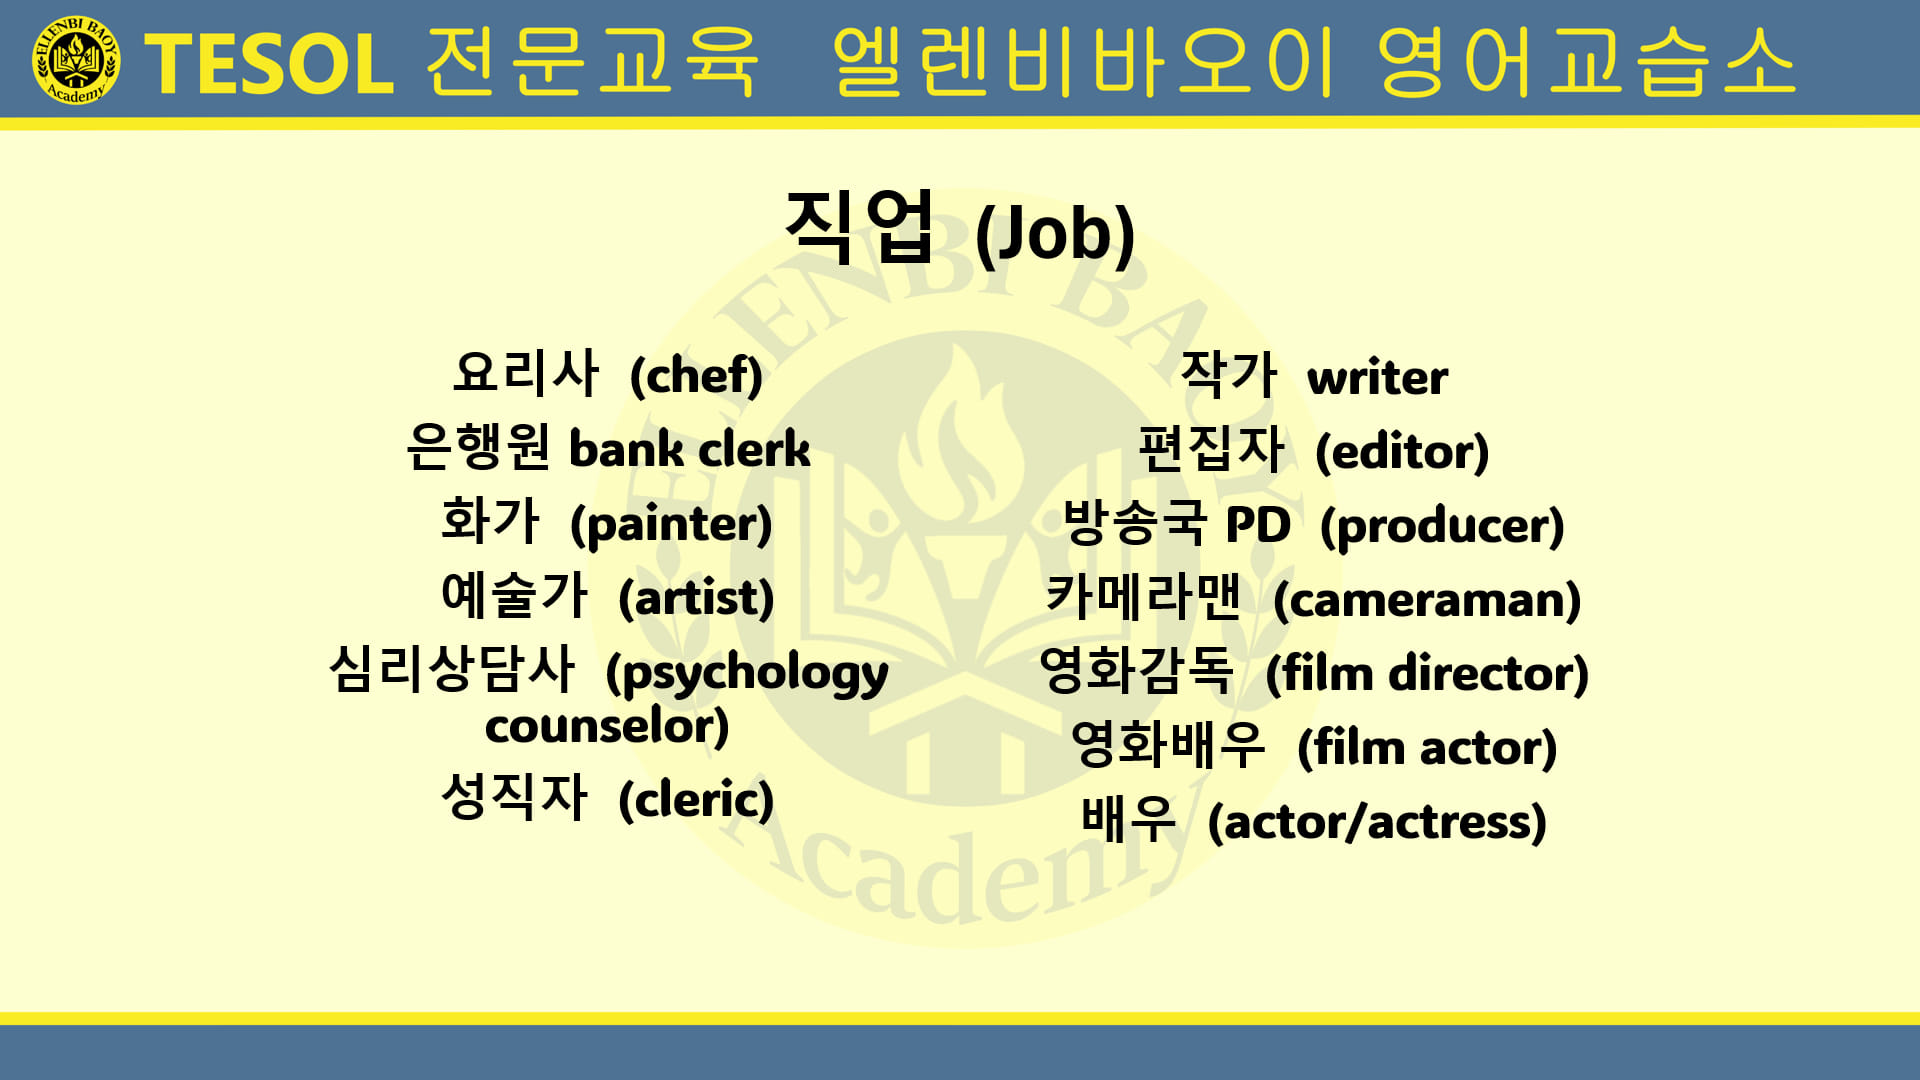 ELLENBI BAOY
Academy
TESOL 전문교육 엘렌비바오이 영어교습소
직업 (Job)
요리사 (chef)
은행원 bank clerk
화가 (painter)
예술가 (artist)
심리상담사 (psychology
counselor)
성직자 (cleric)
작가 writer
편집자 (editor)
방송국 PD (producer)
카메라맨 (cameraman)
영화감독 (film director)
영화배우 (film actor)
배우 (actor/actress)
ELLENBI BAOY
Academy